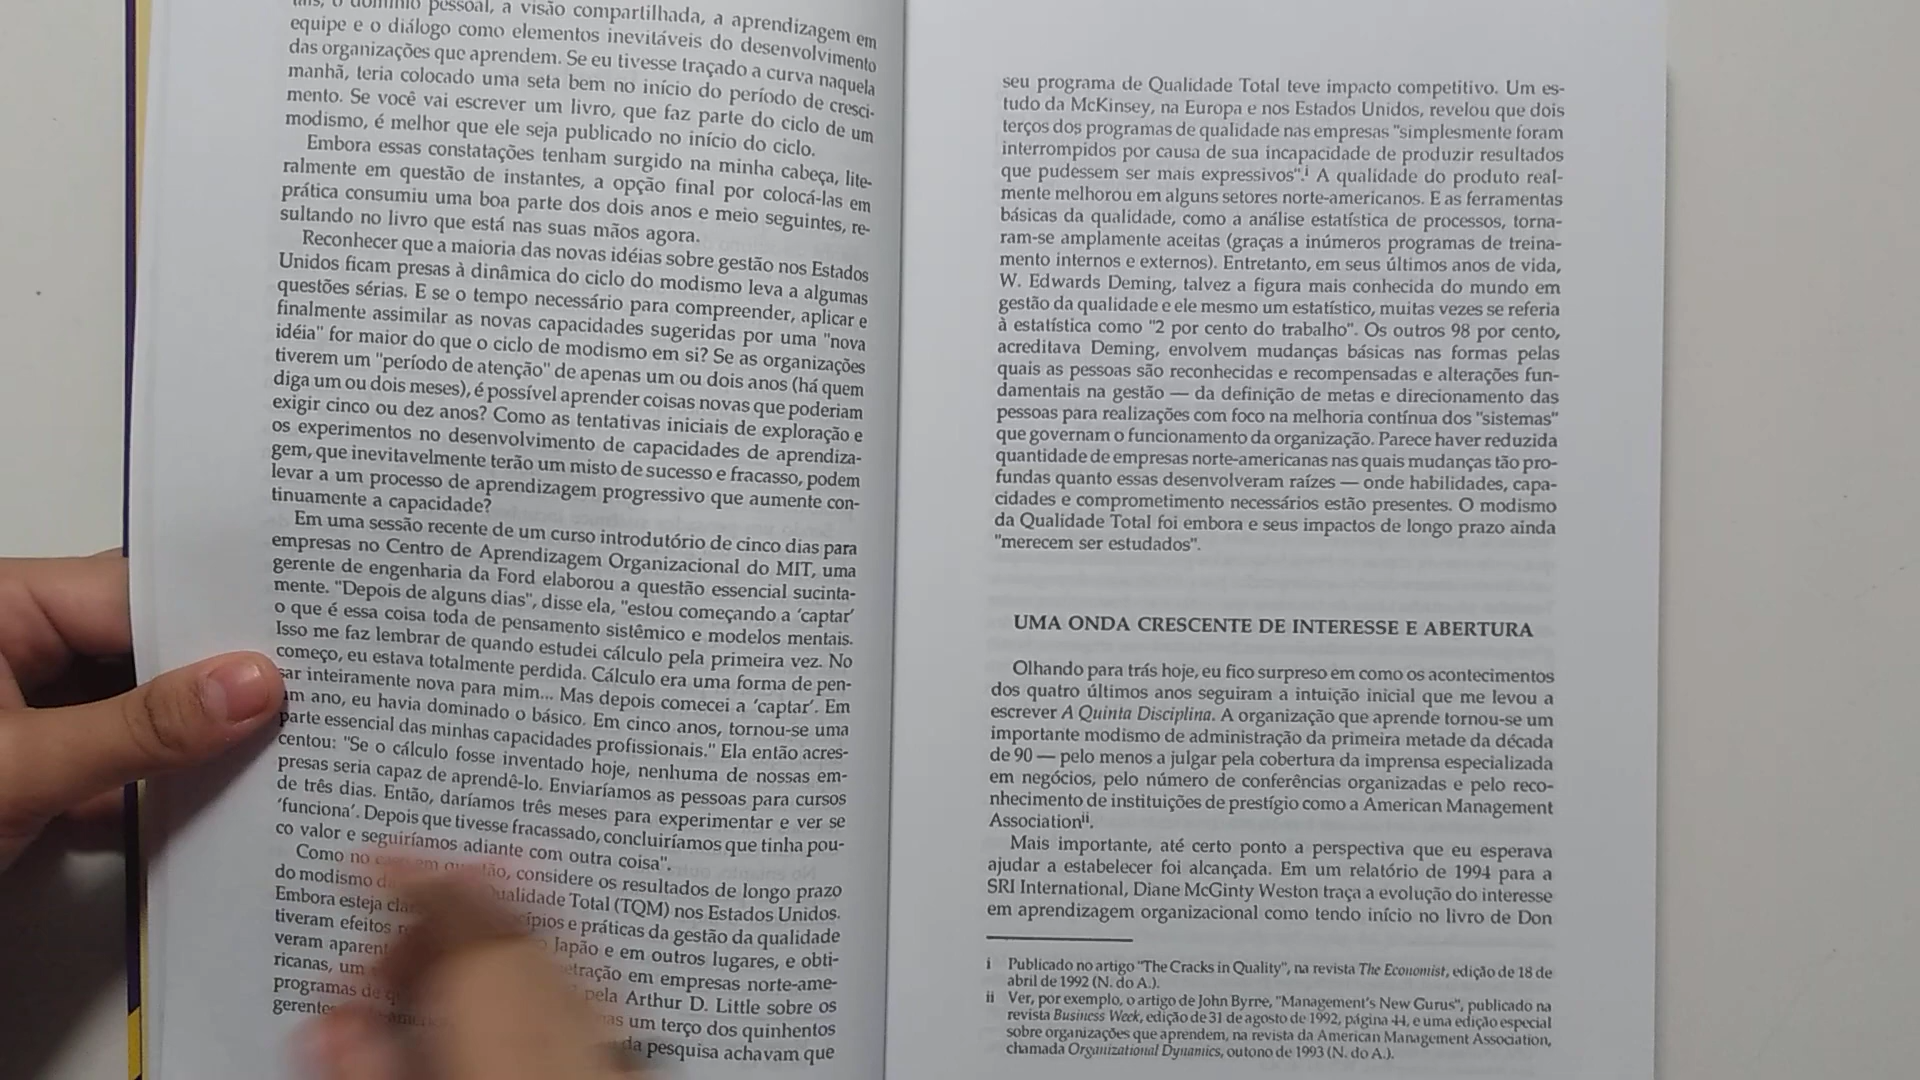 pessoal, a visão compartilhada, a aprendizagem em
equipe e o diálogo como elementos inevitáveis do desenvolvimento
das organizações que aprendem. Se eu tivesse traçado a curva naquela
manhã, teria colocado uma seta bem no início do período de cresci-
mento. Se você vai escrever um livro, que faz parte do ciclo de um
modismo, é melhor que ele seja publicado no início do ciclo.
Embora essas constatações tenham surgido na minha cabeça, lite-
ralmente em questão de instantes, a opção final por colocá-las em
prática consumiu uma boa parte dos dois anos e meio seguintes, re-
sultando no livro que está nas suas mãos agora.
Reconhecer que a maioria das novas idéias sobre gestão nos Estados
Unidos ficam presas à dinâmica do ciclo do modismo leva a algumas
questões sérias. E se o tempo necessário para compreender, aplicar e
finalmente assimilar as novas capacidades sugeridas por uma "nova
idéia" for maior do que o ciclo de modismo em si? Se as organizações
tiverem um "período de atenção" de apenas um ou dois anos (há quem
diga um ou dois meses), é possível aprender coisas novas que poderiam
exigir cinco ou dez anos? Como as tentativas iniciais de exploração e
os experimentos no desenvolvimento de capacidades de aprendiza-
gem, que inevitavelmente terão um misto de sucesso e fracasso, podem
levar a um processo de aprendizagem progressivo que aumente con-
tinuamente a capacidade?
Em uma sessão recente de um curso introdutório de cinco dias para
empresas no Centro de Aprendizagem Organizacional do MIT, uma
gerente de engenharia da Ford elaborou a questão essencial sucinta-
mente. "Depois de alguns dias", disse ela, "estou começando a 'captar'
o que é essa coisa toda de pensamento sistêmico e modelos mentais.
Isso me faz lembrar de quando estudei cálculo pela primeira vez. No
começo, eu estava totalmente perdida. Cálculo era uma forma de pen-
sar inteiramente nova para mim... Mas depois comecei a 'captar'. Em
um ano, eu havia dominado o básico. Em cinco anos, tornou-se uma
parte essencial das minhas capacidades profissionais." Ela então acres-
centou: "Se o cálculo fosse inventado hoje, nenhuma de nossas em-
presas seria capaz de aprendê-lo. Enviaríamos as pessoas para cursos
de três dias. Então, daríamos três meses para experimentar e ver se
'funciona'. Depois que tivesse fracassado, concluiríamos que tinha pou-
co valor e seguiríamos adiante com outra coisa".
Como no caso em questão, considere os resultados de longo prazo
do modismo da Qualidade Total (TQM) nos Estados Unidos.
Embora esteja e práticas da gestão da qualidade
tiveram efeitos Japão e em outros lugares, e obti-
veram em empresas norte-ame-
ricanas, um pela Arthur D. Little sobre os
programas de um terço dos quinhentos
da pesquisa achavam que
seu programa de Qualidade Total teve impacto competitivo. Um es-
tudo da McKinsey, na Europa e nos Estados Unidos, revelou que dois
terços dos programas de qualidade nas empresas "simplesmente foram
interrompidos por causa de sua incapacidade de produzir resultados
que pudessem ser mais expressivos".i A qualidade do produto real-
mente melhorou em alguns setores norte-americanos. E as ferramentas
básicas da qualidade, como a análise estatística de processos, torna-
ram-se amplamente aceitas (graças a inúmeros programas de treina-
mento internos e externos). Entretanto, em seus últimos anos de vida,
W. Edwards Deming, talvez a figura mais conhecida do mundo em
gestão da qualidade e ele mesmo um estatístico, muitas vezes se referia
à estatística como "2 por cento do trabalho". Os outros 98 por cento,
acreditava Deming, envolvem mudanças básicas nas formas pelas
quais as pessoas são reconhecidas e recompensadas e alterações fun-
damentais na gestão — da definição de metas e direcionamento das
pessoas para realizações com foco na melhoria contínua dos "sistemas"
que governam o funcionamento da organização. Parece haver reduzida
quantidade de empresas norte-americanas nas quais mudanças tão pro-
fundas quanto essas desenvolveram raízes — onde habilidades, capa-
cidades e comprometimento necessários estão presentes. O modismo
da Qualidade Total foi embora e seus impactos de longo prazo ainda
"merecem ser estudados".
UMA ONDA CRESCENTE DE INTERESSE E ABERTURA
Olhando para trás hoje, eu fico surpreso em como os acontecimentos
dos quatro últimos anos seguiram a intuição inicial que me levou a
escrever A Quinta Disciplina. A organização que aprende tornou-se um
importante modismo de administração da primeira metade da década
de 90 — pelo menos a julgar pela cobertura da imprensa especializada
em negócios, pelo número de conferências organizadas e pelo reco-
nhecimento de instituições de prestígio como a American Management
Associationii.
Mais importante, até certo ponto a perspectiva que eu esperava
ajudar a estabelecer foi alcançada. Em um relatório de 1994 para a
SRI International, Diane McGinty Weston traça a evolução do interesse
em aprendizagem organizacional como tendo início no livro de Don
i Publicado no artigo "The Cracks in Quality", na revista The Economist, edição de 18 de
abril de 1992 (N. do A.).
ii Ver, por exemplo, o artigo de John Byrne, "Management's New Gurus", publicado na
revista Business Week, edição de 31 de agosto de 1992, página 44, e uma edição especial
sobre organizações que aprendem, na revista da American Management Association,
chamada Organizational Dynamics, outono de 1993 (N. do A.).